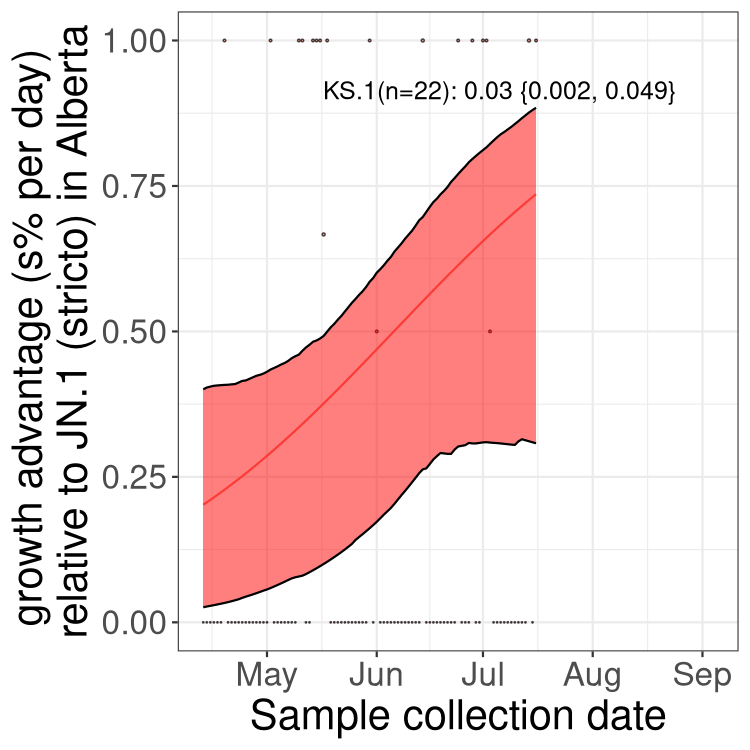 growth advantage (s% per day)
relative to JN.1 (stricto) in Alberta
1.00
0.75
0.50
0.25
0.00
KS.1(n=22): 0.03 {0.002, 0.049}
May Jun Jul Aug Sep
Sample collection date